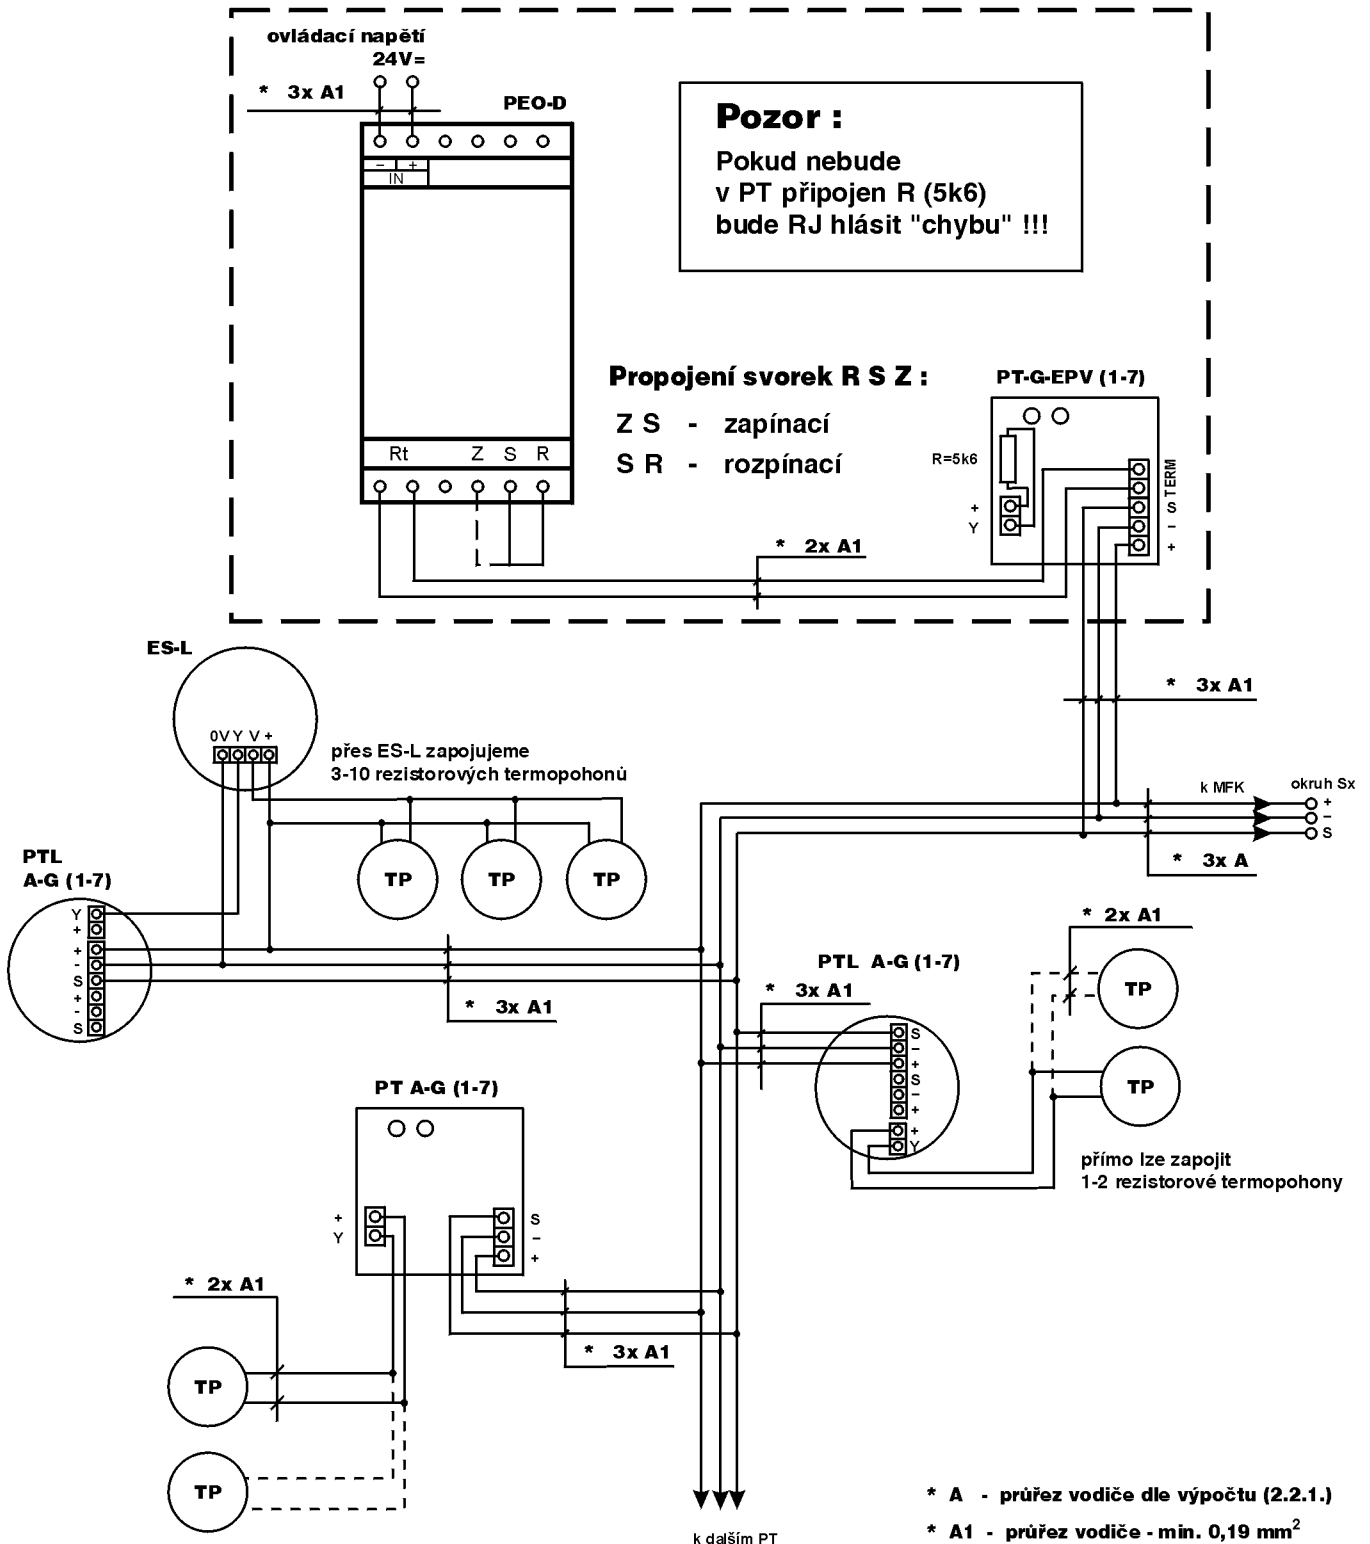 ovládací napětí
24V=
* 3x A1
PEO-D
− +
IN
Pozor :
Pokud nebude
v PT připojen R (5k6)
bude RJ hlásit "chybu" !!!
Propojení svorek R S Z :
Z S - zapínací
S R - rozpínací
Rt Z S R
PT-G-EPV (1-7)
R=5k6
+
Y
TERM
S
−
+
* 2x A1
ES-L
0V Y V +
přes ES-L zapojujeme
3-10 rezistorových termopohonů
* 3x A1
k MFK
okruh Sx
+
−
S
* 3x A
TP
TP
TP
PTL
A-G (1-7)
Y
+
+
-
S
+
-
S
* 3x A1
* 2x A1
TP
TP
PTL A-G (1-7)
* 3x A1
S
−
+
S
−
+
+
Y
přímo lze zapojit
1-2 rezistorové termopohony
PT A-G (1-7)
+
Y
S
−
+
* 2x A1
* 3x A1
TP
TP
k dalším PT
* A - průřez vodiče dle výpočtu (2.2.1.)
* A1 - průřez vodiče - min. 0,19 mm²